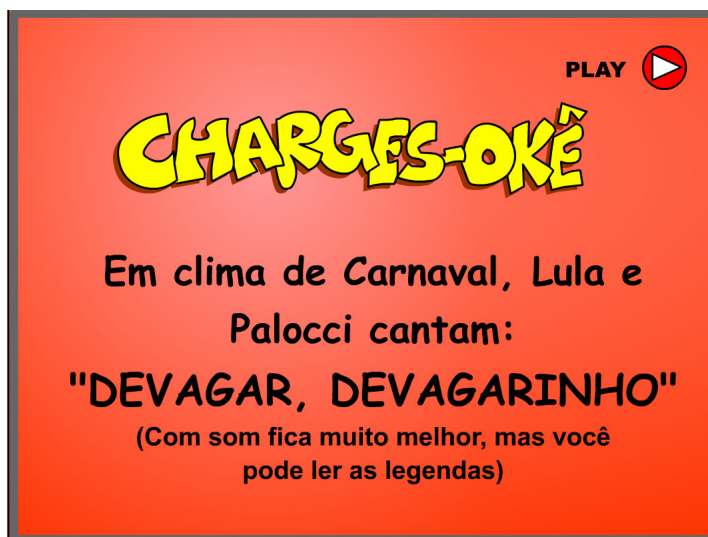 PLAY
CHARGES-OKÊ
Em clima de Carnaval, Lula e
Palocci cantam:
"DEVAGAR, DEVAGARINHO"
(Com som fica muito melhor, mas você
pode ler as legendas)